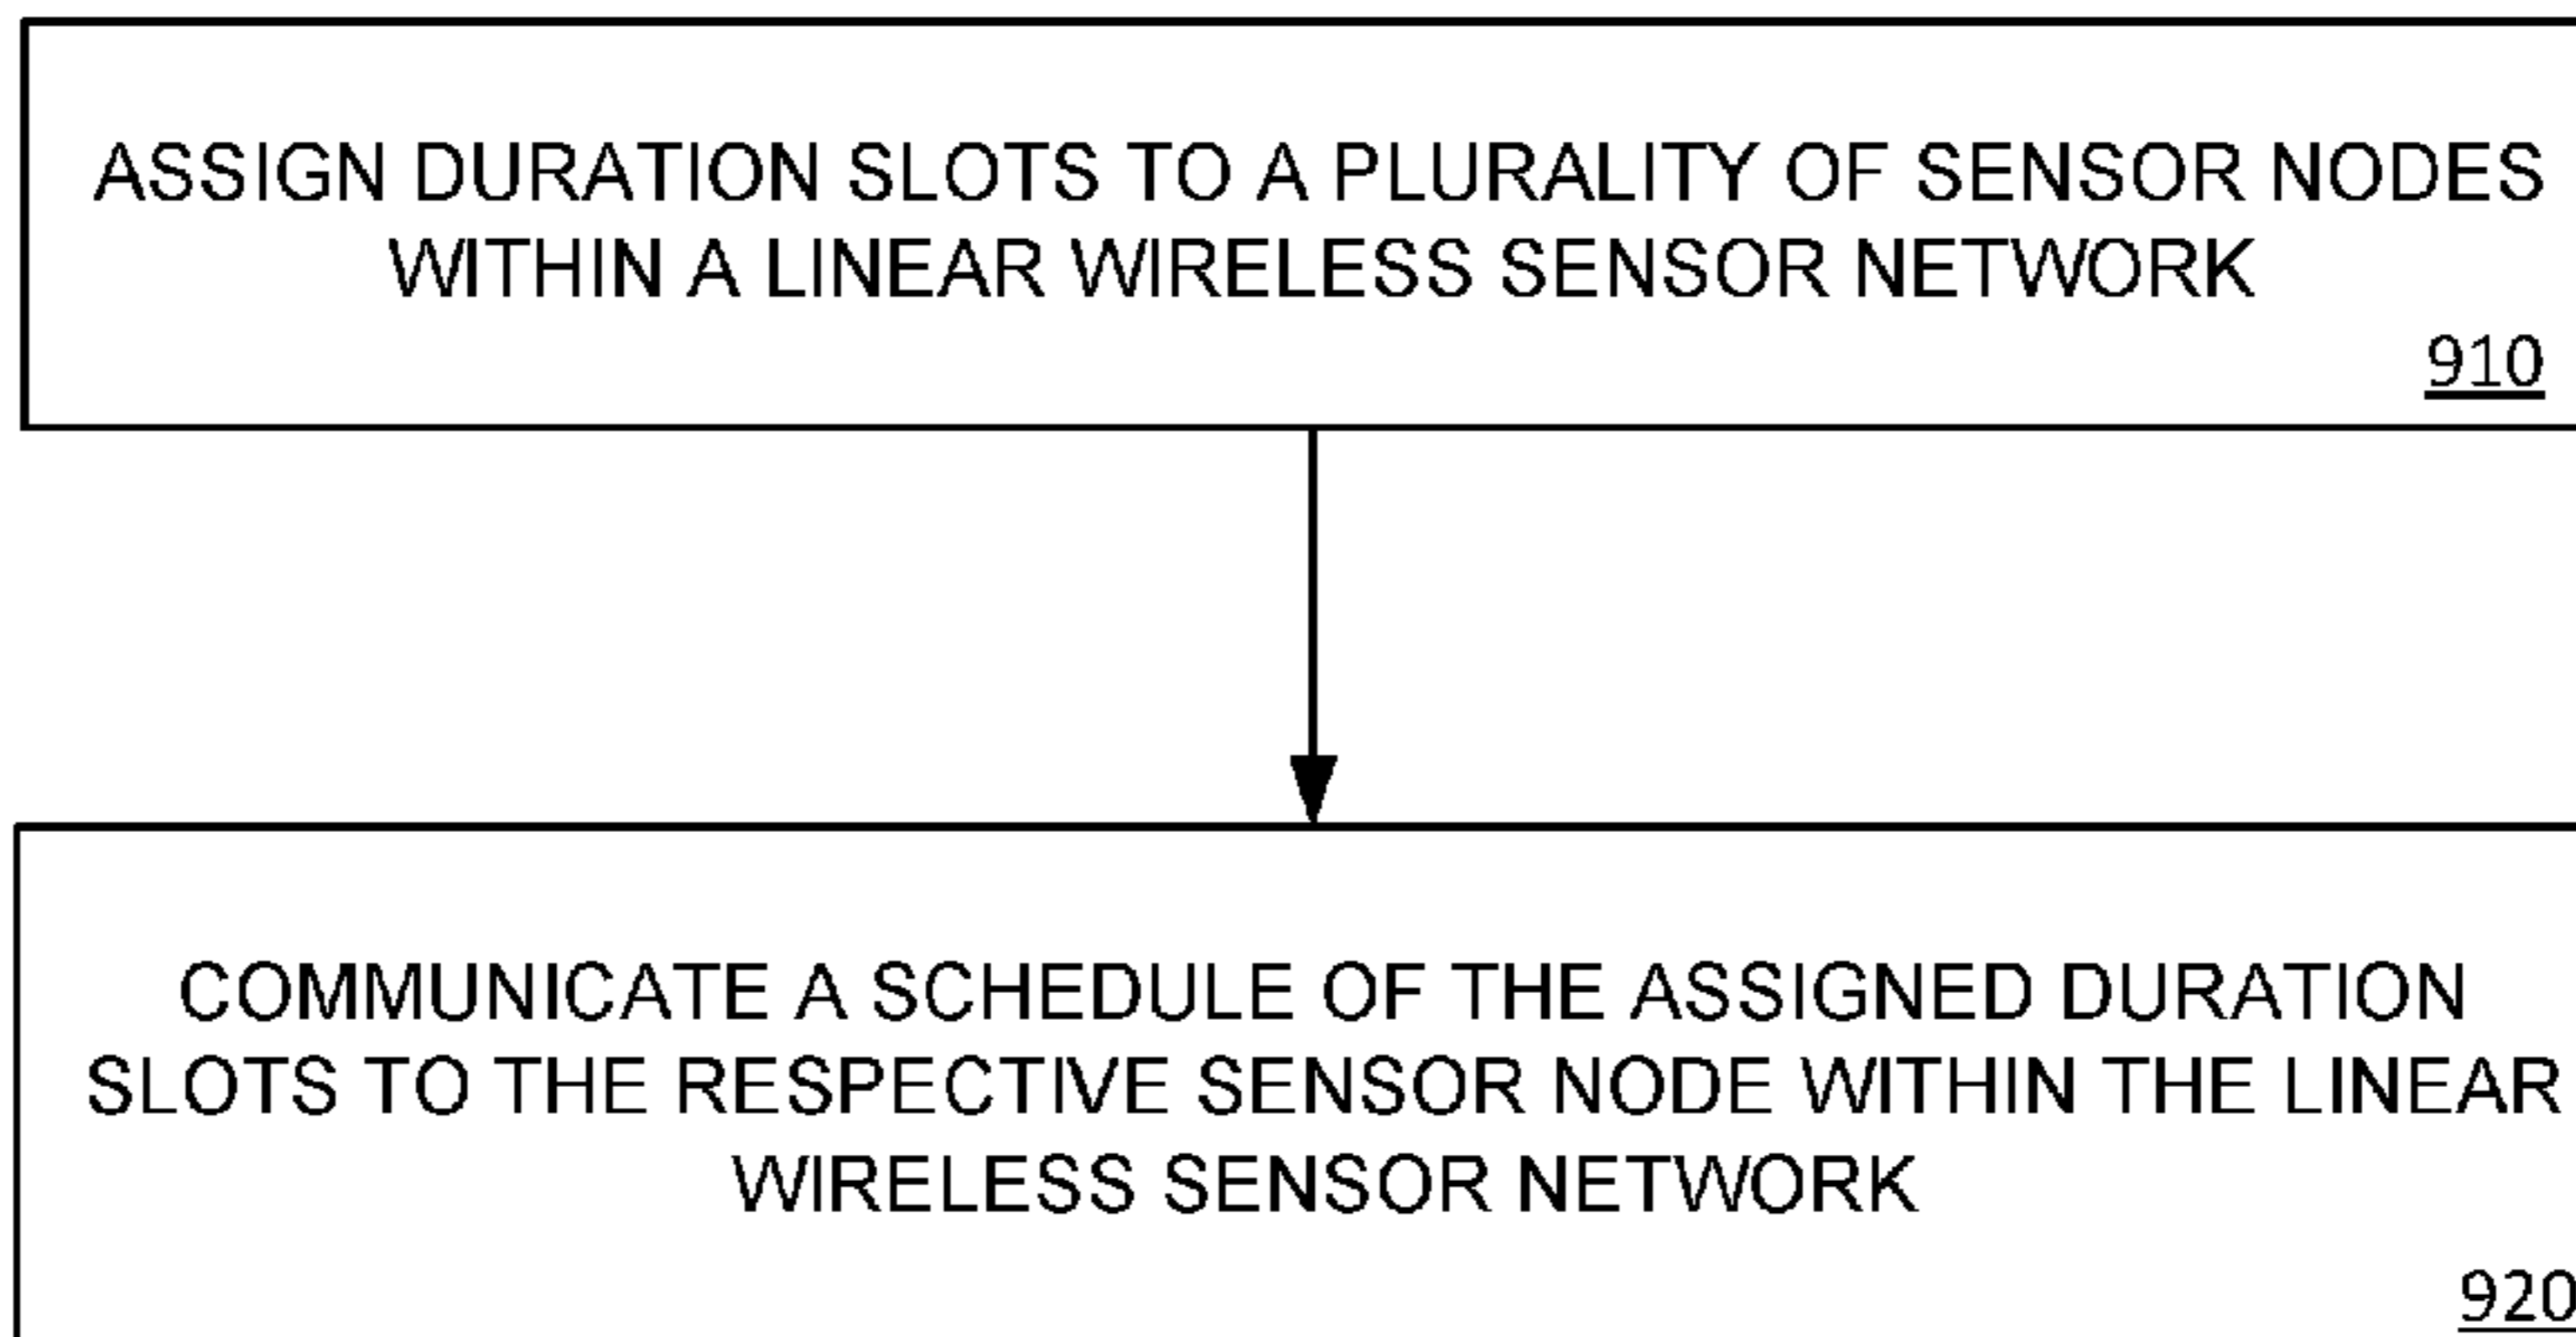 ASSIGN DURATION SLOTS TO A PLURALITY OF SENSOR NODES
WITHIN A LINEAR WIRELESS SENSOR NETWORK
910
COMMUNICATE A SCHEDULE OF THE ASSIGNED DURATION
SLOTS TO THE RESPECTIVE SENSOR NODE WITHIN THE LINEAR
WIRELESS SENSOR NETWORK
920